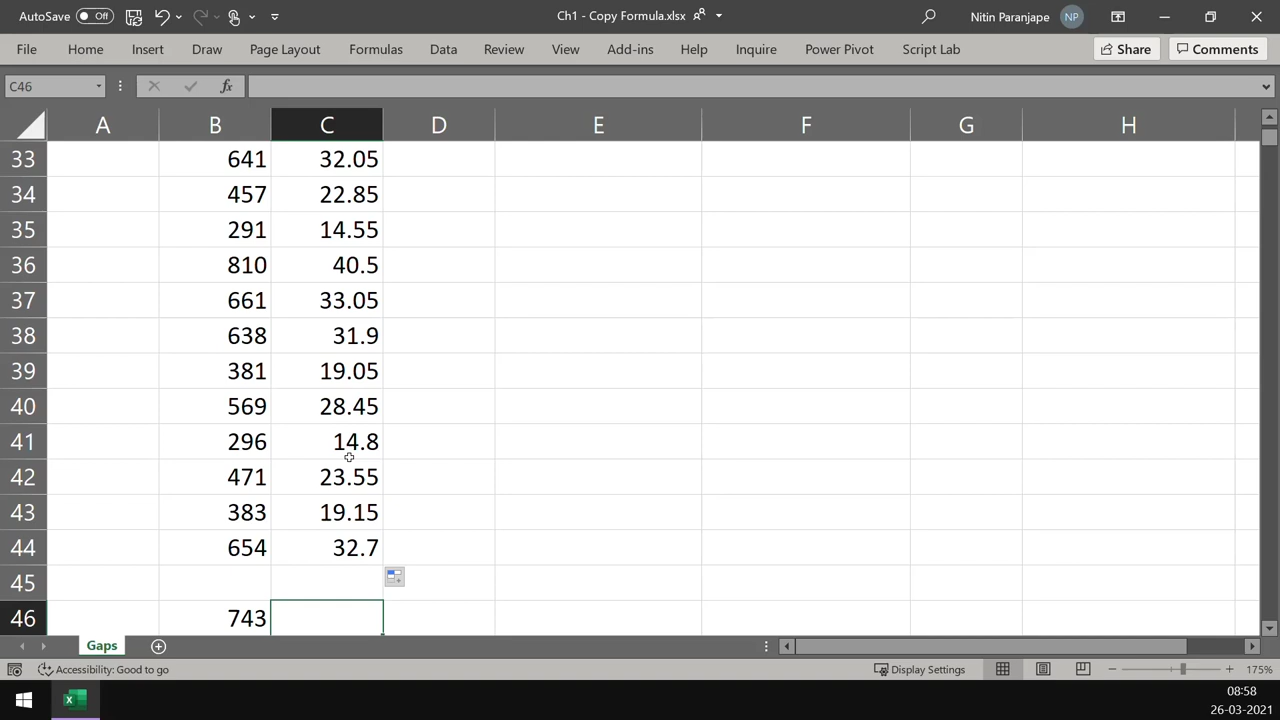 AutoSave Off Ch1 - Copy Formula.xlsx Nitin Paranjape NP
File Home Insert Draw Page Layout Formulas Data Review View Add-ins Help Inquire Power Pivot Script Lab Share Comments
C46 fx
A B C D E F G H
33 641 32.05
34 457 22.85
35 291 14.55
36 810 40.5
37 661 33.05
38 638 31.9
39 381 19.05
40 569 28.45
41 296 14.8
42 471 23.55
43 383 19.15
44 654 32.7
45
46 743
Gaps
Accessibility: Good to go Display Settings 175%
08:58
26-03-2021